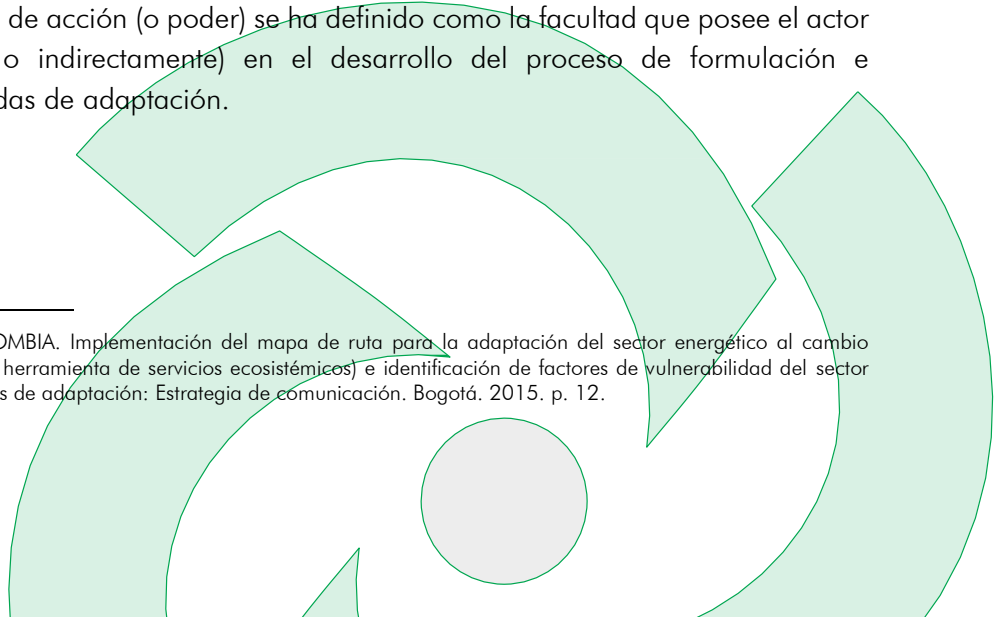 de acción (o poder) se ha definido como la facultad que posee el actor
o indirectamente) en el desarrollo del proceso de formulación e
das de adaptación.
OMBIA. Implementación del mapa de ruta para la adaptación del sector energético al cambio
herramienta de servicios ecosistémicos) e identificación de factores de vulnerabilidad del sector
s de adaptación: Estrategia de comunicación. Bogotá. 2015. p. 12.